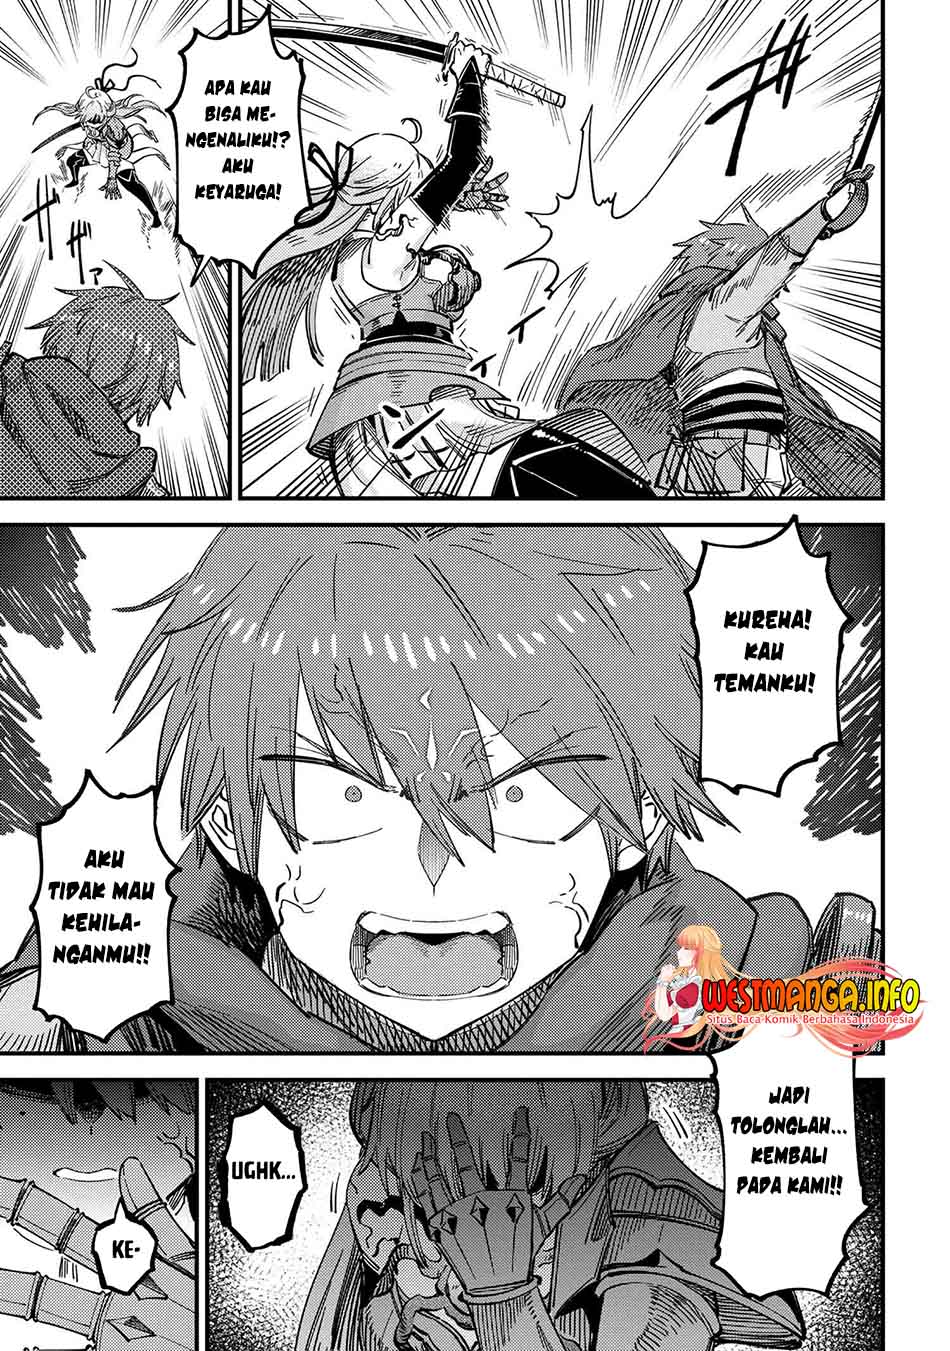 APA KAU
BISA ME-
NGENALIKU!?
AKU
KEYARUGA!
KUREHA!
KAU
TEMANKU!
AKU
TIDAK MAU
KEHILA-
NGANMU!!
WESTMANGA.INFO
Situs Baca Komik Berbahasa Indonesia
JADI
TOLONGLAH...
KEMBALI
PADA KAMI!!
UGHK...
KE-